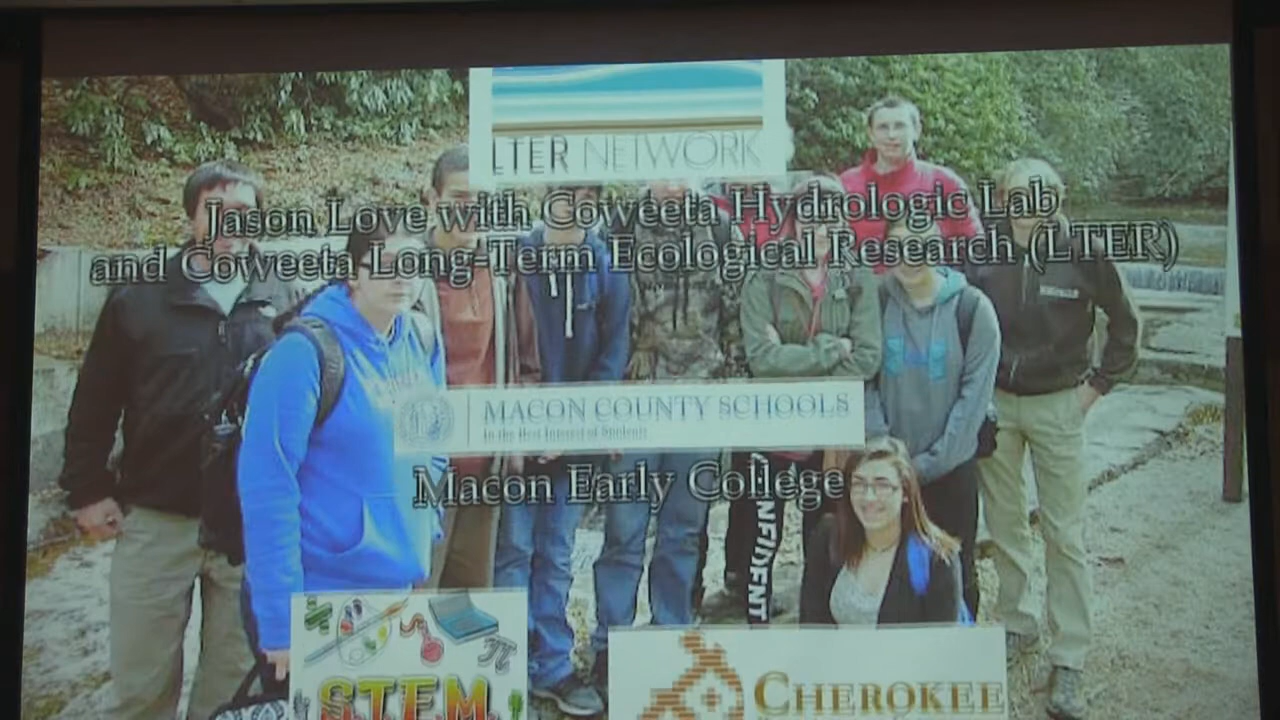 LTER NETWORK
Jason Love with Coweeta Hydrologic Lab
and Coweeta Long-Term Ecological Research (LTER)
MACON COUNTY SCHOOLS
In the Best Interest of Students
Macon Early College
NFIDENT
π
S.T.E.M.
CHEROKEE